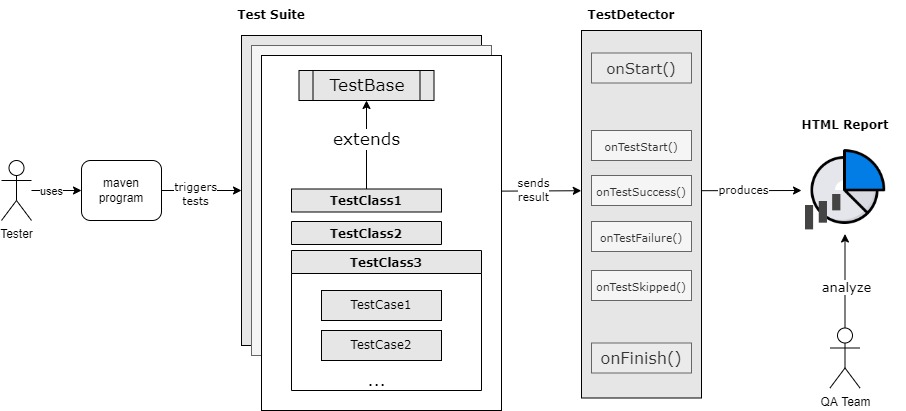 Test Suite
TestDetector
TestBase
extends
TestClass1
TestClass2
TestClass3
TestCase1
TestCase2
...
Tester
uses
maven
program
triggers
tests
sends
result
onStart()
onTestStart()
onTestSuccess()
onTestFailure()
onTestSkipped()
onFinish()
produces
HTML Report
analyze
QA Team